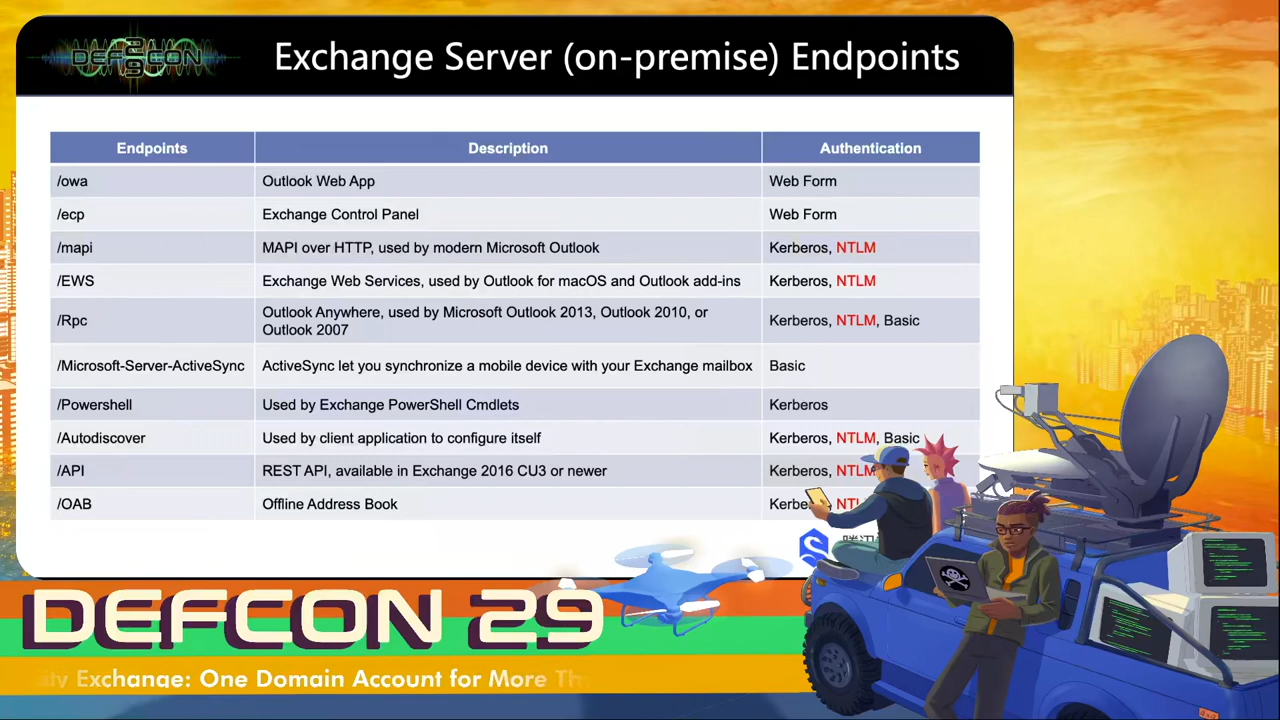 DEFCON
Exchange Server (on-premise) Endpoints
Endpoints Description Authentication
/owa Outlook Web App Web Form
/ecp Exchange Control Panel Web Form
/mapi MAPI over HTTP, used by modern Microsoft Outlook Kerberos, NTLM
/EWS Exchange Web Services, used by Outlook for macOS and Outlook add-ins Kerberos, NTLM
/Rpc Outlook Anywhere, used by Microsoft Outlook 2013, Outlook 2010, or
Outlook 2007 Kerberos, NTLM, Basic
/Microsoft-Server-ActiveSync ActiveSync let you synchronize a mobile device with your Exchange mailbox Basic
/Powershell Used by Exchange PowerShell Cmdlets Kerberos
/Autodiscover Used by client application to configure itself Kerberos, NTLM, Basic
/API REST API, available in Exchange 2016 CU3 or newer Kerberos, NTLM
/OAB Offline Address Book
DEFCON 29
Exchange: One Domain Account for More